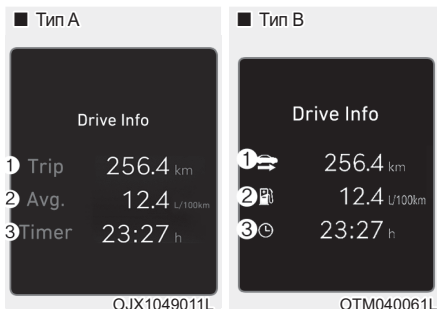 ■ Тип A
Drive Info
1 Trip 256.4 km
2 Avg. 12.4 L/100km
3 Timer 23:27 h
OJX1049011L
■ Тип B
Drive Info
1 256.4 km
2 12.4 L/100km
3 23:27 h
OTM040061L